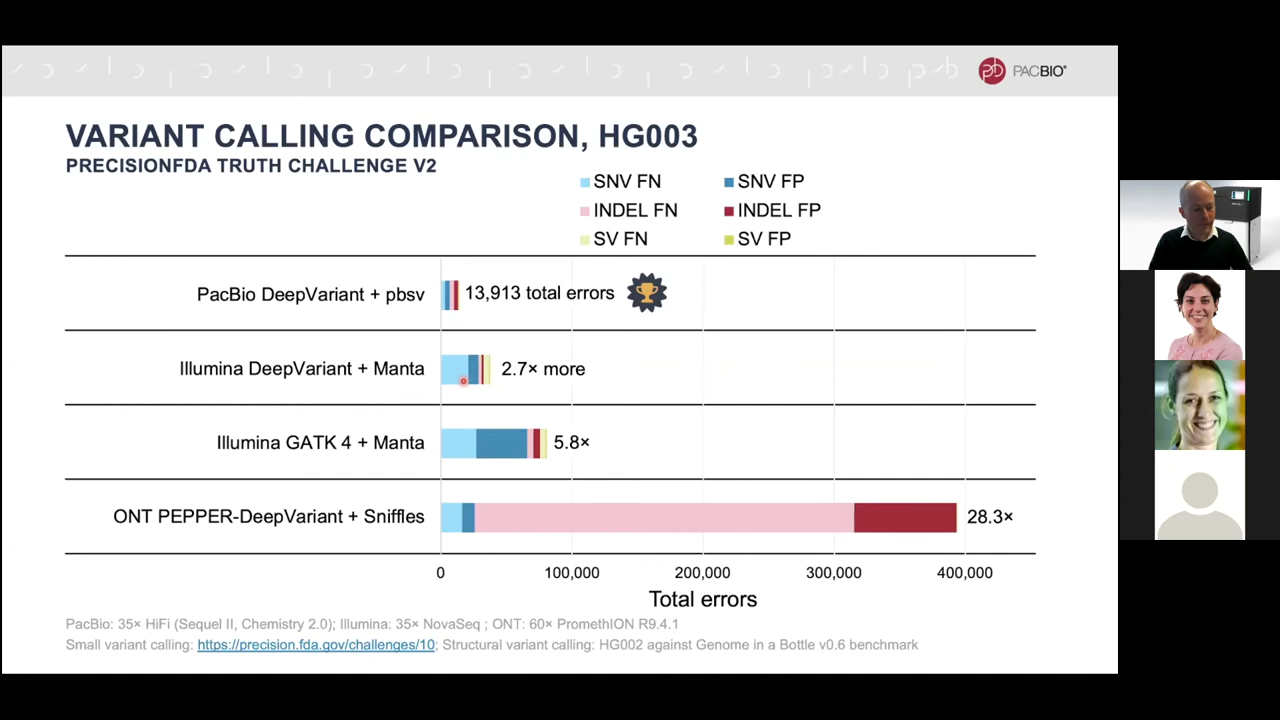 PACBIO®
VARIANT CALLING COMPARISON, HG003
PRECISIONFDA TRUTH CHALLENGE V2
SNV FN SNV FP
INDEL FN INDEL FP
SV FN SV FP
PacBio DeepVariant + pbsv 13,913 total errors
Illumina DeepVariant + Manta 2.7× more
Illumina GATK 4 + Manta 5.8×
ONT PEPPER-DeepVariant + Sniffles 28.3×
0 100,000 200,000 300,000 400,000
Total errors
PacBio: 35× HiFi (Sequel II, Chemistry 2.0); Illumina: 35× NovaSeq ; ONT: 60× PromethION R9.4.1
Small variant calling: https://precision.fda.gov/challenges/10; Structural variant calling: HG002 against Genome in a Bottle v0.6 benchmark